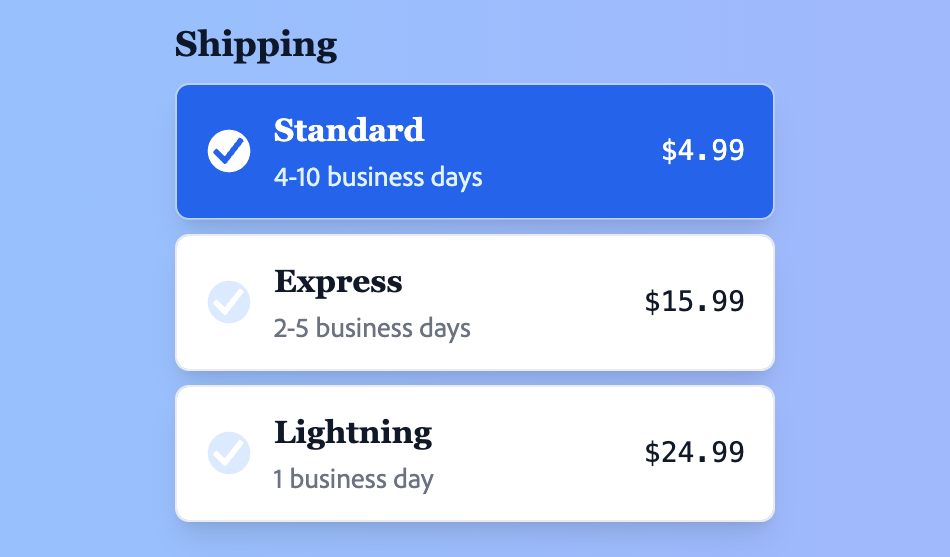 Shipping
Standard
4-10 business days
$4.99
Express
2-5 business days
$15.99
Lightning
1 business day
$24.99